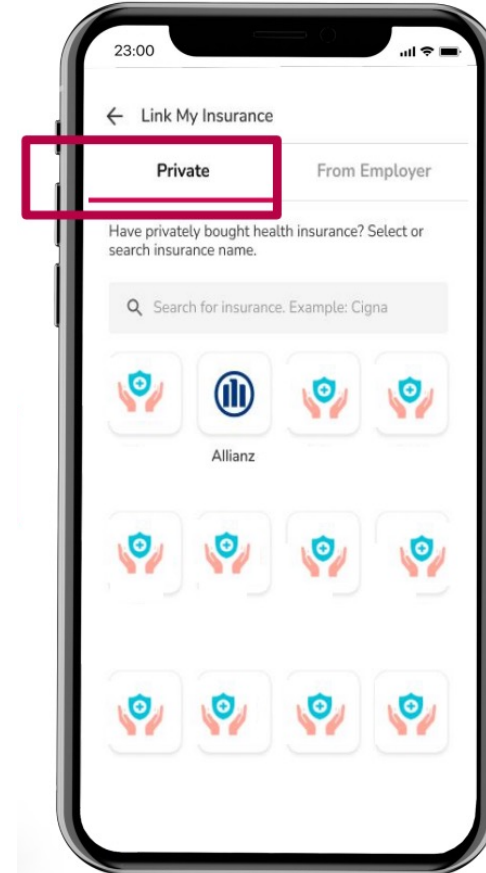 23:00
Link My Insurance
Private
From Employer
Have privately bought health insurance? Select or
search insurance name.
Search for insurance. Example: Cigna
Allianz